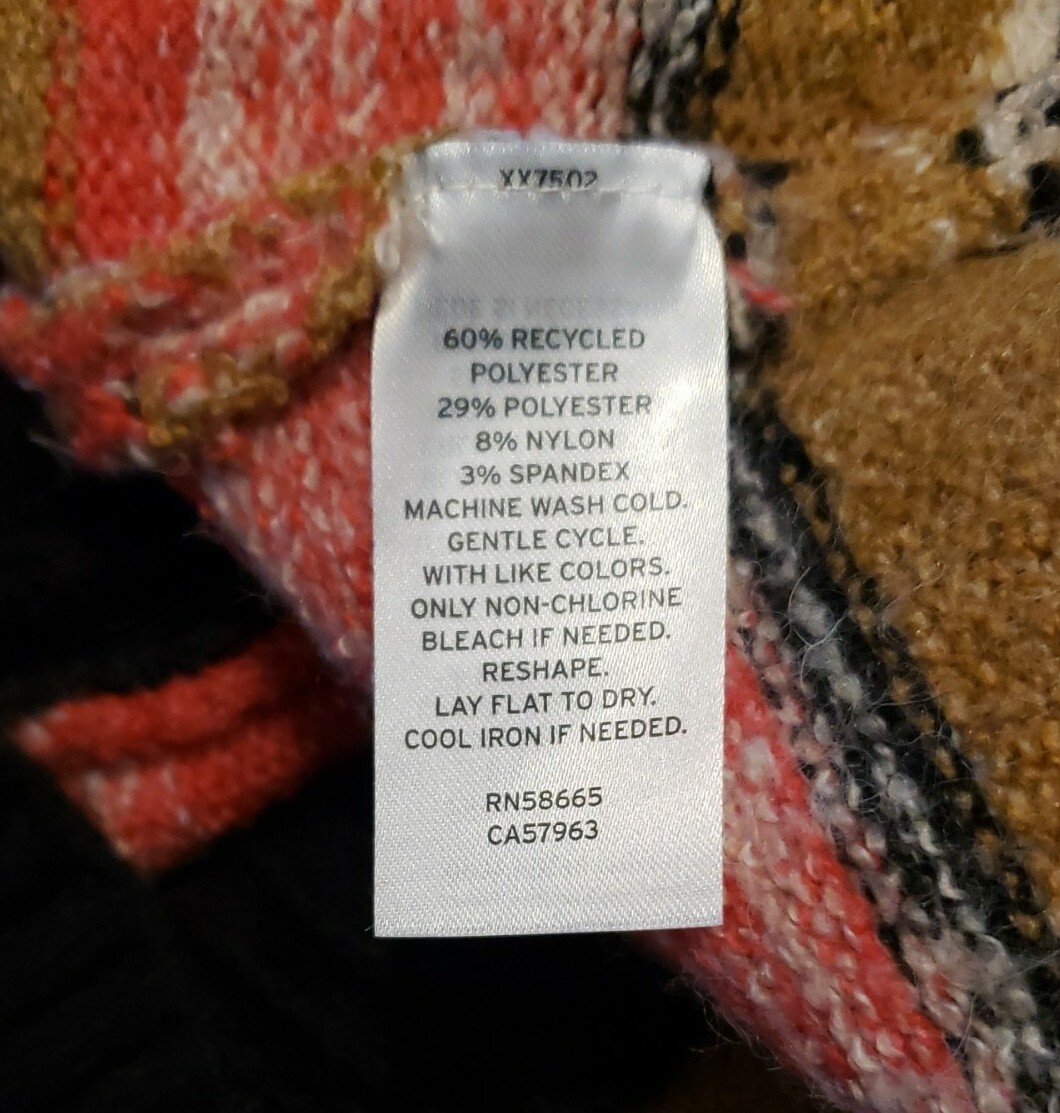 XX7502
60% RECYCLED
POLYESTER
29% POLYESTER
8% NYLON
3% SPANDEX
MACHINE WASH COLD.
GENTLE CYCLE.
WITH LIKE COLORS.
ONLY NON-CHLORINE
BLEACH IF NEEDED.
RESHAPE.
LAY FLAT TO DRY.
COOL IRON IF NEEDED.
RN58665
CA57963